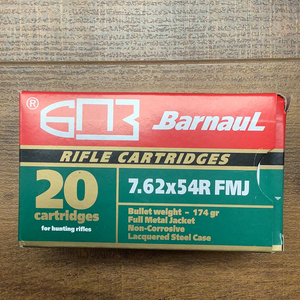 ® БПЗ BarnauL
RIFLE CARTRIDGES
20 cartridges
for hunting rifles
7.62x54R FMJ
Bullet weight - 174 gr
Full Metal Jacket
Non-Corrosive
Lacquered Steel Case